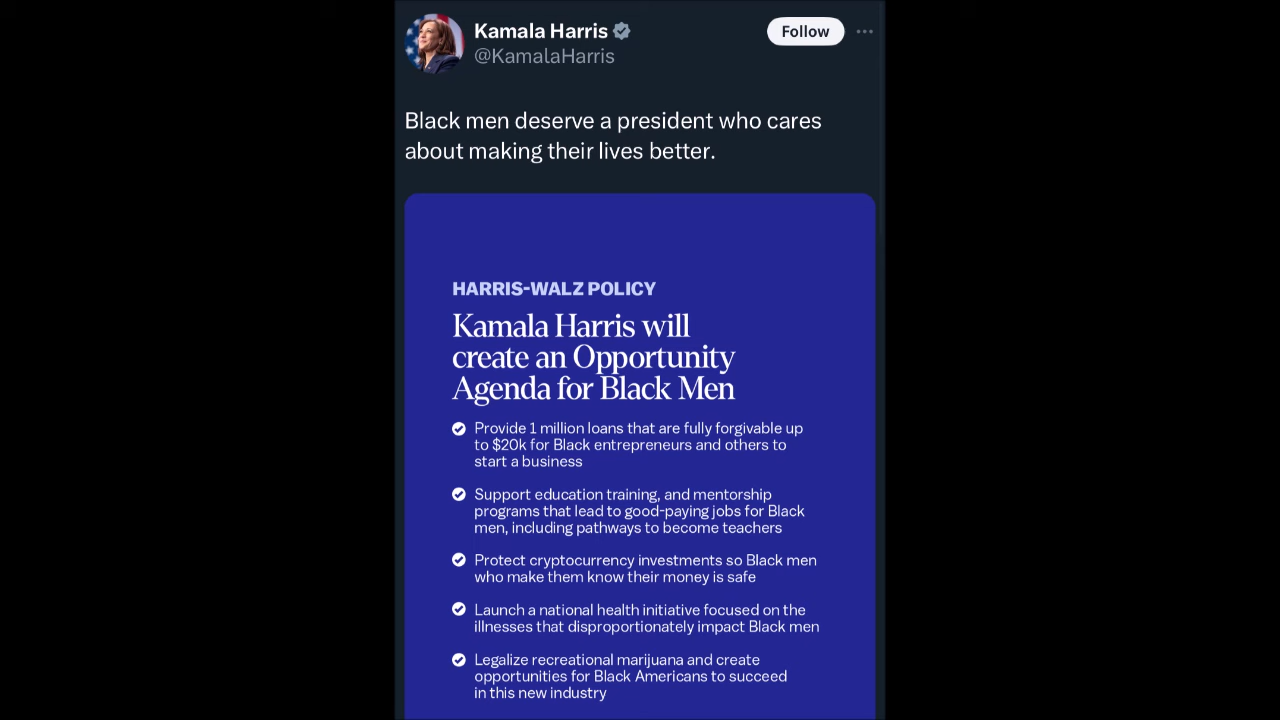 Kamala Harris
@KamalaHarris
Follow
Black men deserve a president who cares
about making their lives better.
HARRIS-WALZ POLICY
Kamala Harris will
create an Opportunity
Agenda for Black Men
Provide 1 million loans that are fully forgivable up
to $20k for Black entrepreneurs and others to
start a business
Support education training, and mentorship
programs that lead to good-paying jobs for Black
men, including pathways to become teachers
Protect cryptocurrency investments so Black men
who make them know their money is safe
Launch a national health initiative focused on the
illnesses that disproportionately impact Black men
Legalize recreational marijuana and create
opportunities for Black Americans to succeed
in this new industry